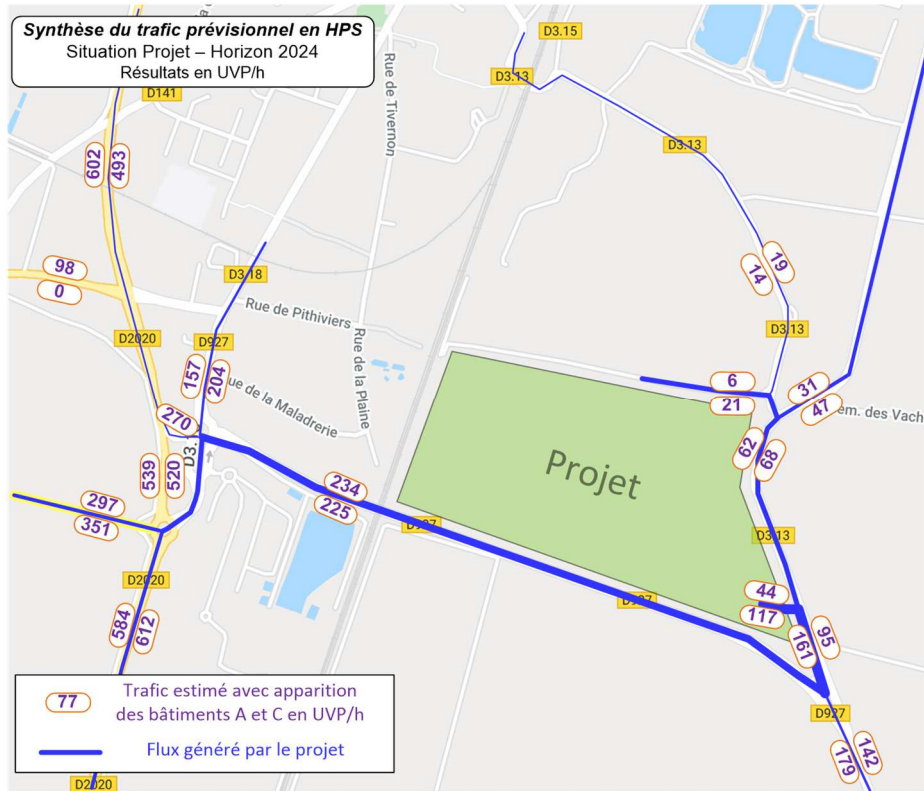 Synthèse du trafic prévisionnel en HPS
Situation Projet – Horizon 2024
Résultats en UVP/h
D3.15
D3.13
D141
Rue de Tivernon
D3.13
602
493
19
14
98
0
D3.18
Rue de Pithiviers
D3.13
D2020
D927
Rue de la Plaine
157
204
ue de la Maladrerie
6
21
31
47
em. des Vach
270
D3.1
62
68
539
520
Projet
234
225
297
351
D927
D3.13
D2020
D927
44
117
584
612
161
95
D927
179
142
77
Trafic estimé avec apparition
des bâtiments A et C en UVP/h
Flux généré par le projet
D2020